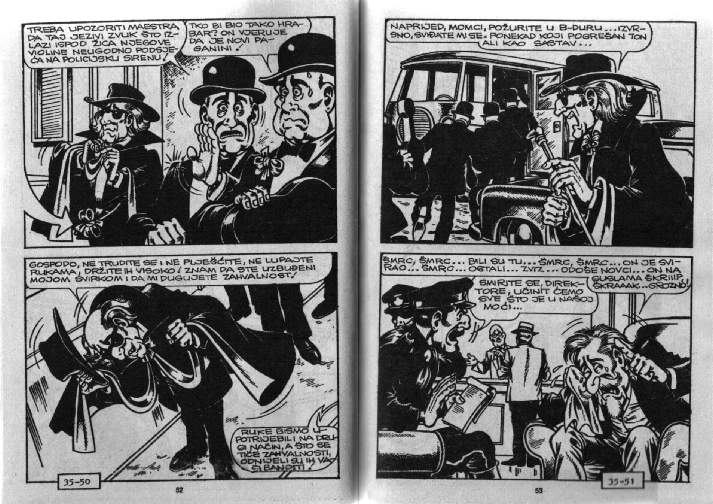 TREBA UPOZORITI MAESTRA,
DA TAJ JEZIVI ZVUK ŠTO IZ-
LAZI ISPOD ŽICA NJEGOVE
VIOLINE NEUGODNO PODSJE-
ĆA NA POLICIJSKU SIRENU!
TKO BI BIO TAKO HRA-
BAR? ON VJERUJE
DA JE NOVI PA-
GANINI!
GOSPODO, NE TRUDITE SE I NE PLJEŠĆITE, NE LUPAJTE
RUKAMA, DRŽITE IH VISOKO! ZNAM DA STE UZBUĐENI
MOJOM SVIRKOM I DA MI DUGUJETE ZAHVALNOST!
RUKE BISMO U-
POTRIJEBILI NA DRU-
GI NAČIN, A ŠTO SE
TIČE ZAHVALNOSTI,
ODNIJELI SU IH VA-
ŠI BANDITI!
35-50
52
NAPRIJED, MOMCI, POŽURITE U B-DURU... IZVR-
SNO, SVIĐATE MI SE. PONEKAD KOJI POGREŠAN TON
ALI KAO SASTAV...
ŠMRC, ŠMRC... BILI SU TU... ŠMRC, ŠMRC... ON JE SVI-
RAO... ŠMRC... OSTALI... ZVIZ... ODOŠE NOVCI... ON NA
GUSLAMA ŠKRIIIP,
ŠKRAAAK...GROZNO!
SMIRITE SE, DIREK-
TORE, UČINIT ĆEMO
SVE ŠTO JE U NAŠOJ
MOĆI...
53
35-51